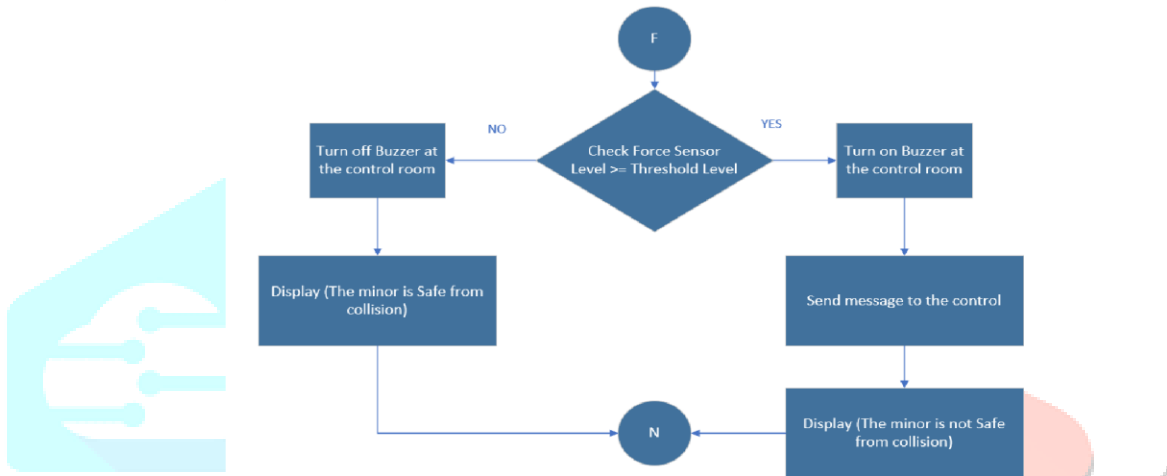 F
NO
YES
Turn off Buzzer at
the control room
Check Force Sensor
Level >= Threshold Level
Turn on Buzzer at
the control room
Display (The minor is Safe from
collision)
Send message to the control
N
Display (The minor is not Safe
from collision)